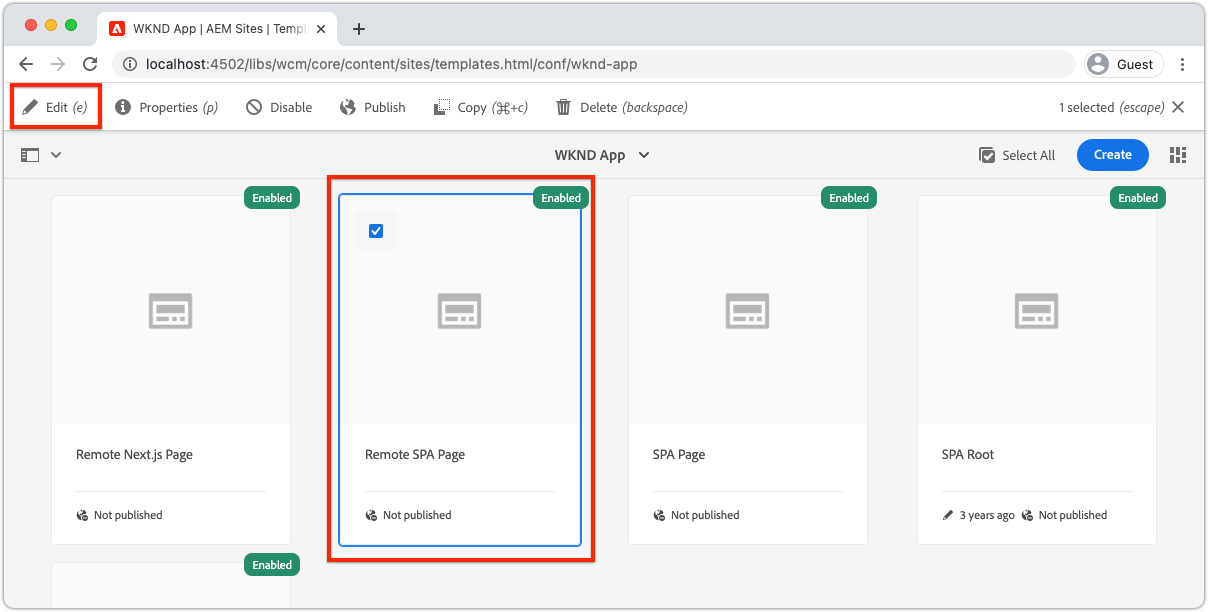 WKND App | AEM Sites | Templ
localhost:4502/libs/wcm/core/content/sites/templates.html/conf/wknd-app
Guest
Edit (e)
Properties (p)
Disable
Publish
Copy (⌘+c)
Delete (backspace)
1 selected (escape)
WKND App
Select All
Create
Enabled
Enabled
Enabled
Enabled
Remote Next.js Page
Remote SPA Page
SPA Page
SPA Root
Not published
Not published
Not published
3 years ago
Not published
Enabled